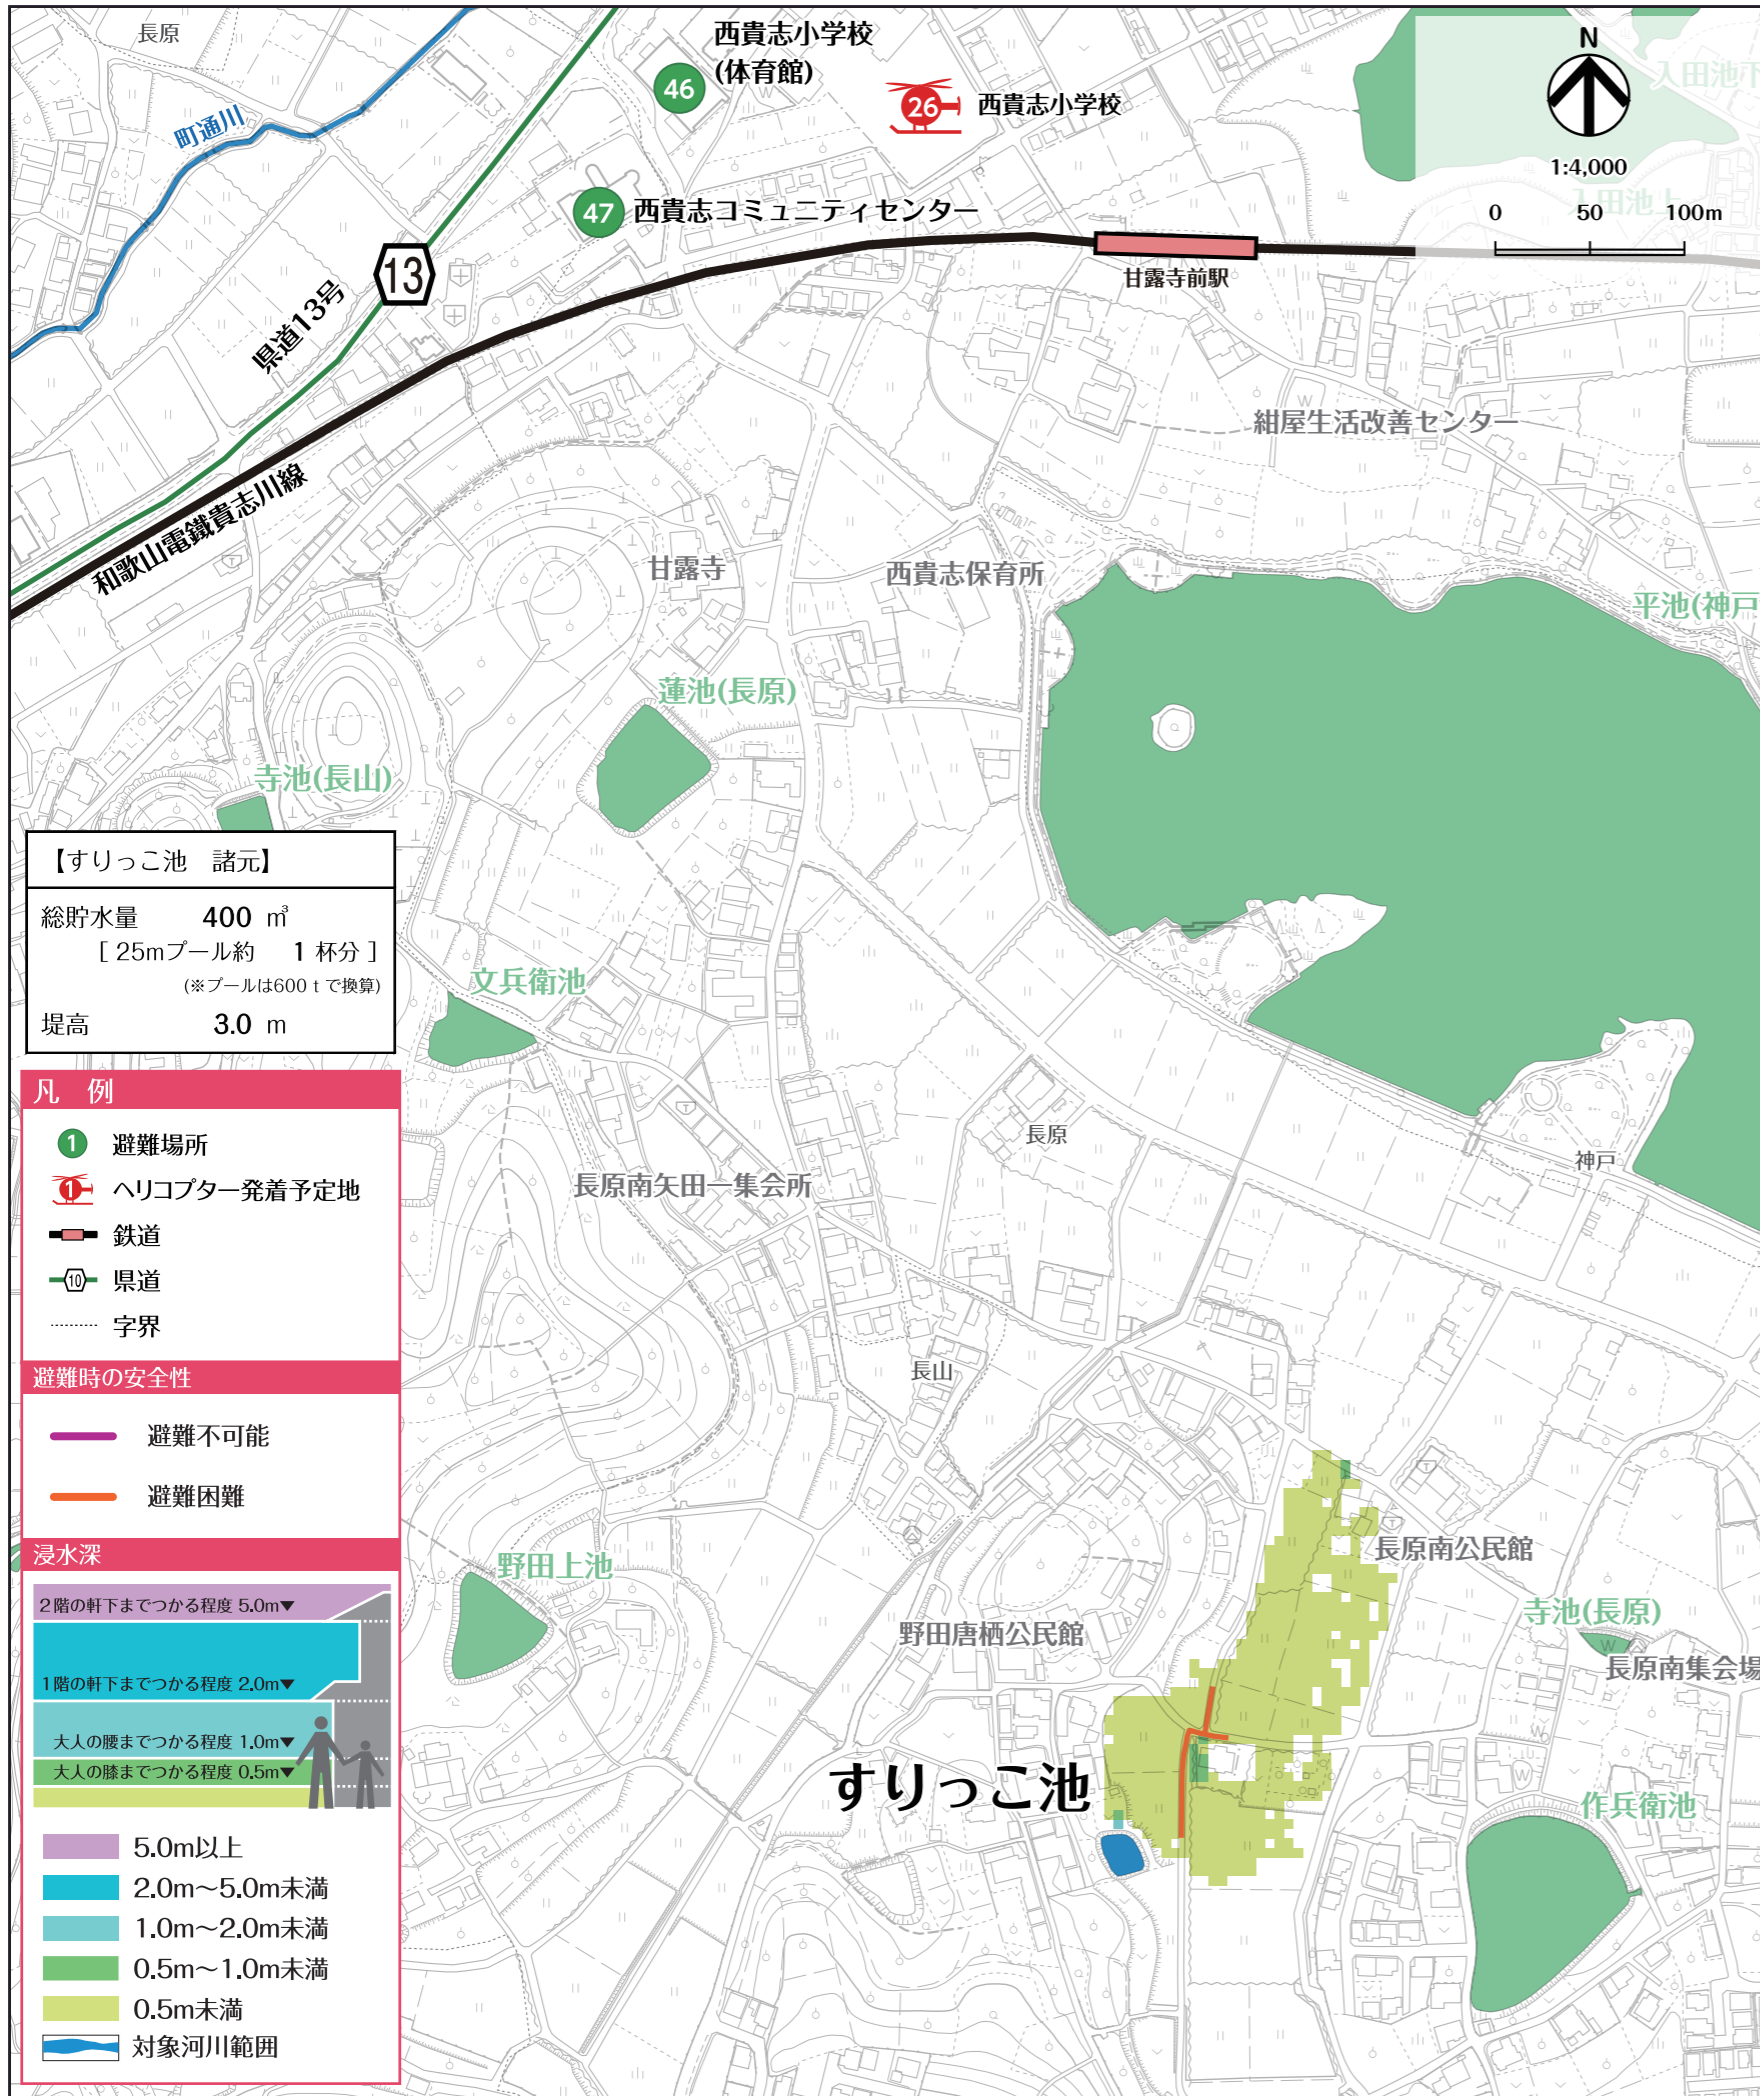 長原
西貴志小学校
(体育館)
46
26
西貴志小学校
N
1:4,000
0 50 100m
入田池下
入田池上
町通川
47
西貴志コミュニティセンター
13
県道13号
甘露寺前駅
紺屋生活改善センター
和歌山電鐵貴志川線
甘露寺
西貴志保育所
平池(神戸
蓮池(長原)
寺池(長山)
【すりっこ池 諸元】
総貯水量 400 ㎥
[ 25mプール約 1 杯分 ]
(※プールは600 t で換算)
堤高 3.0 m
文兵衛池
長原
神戸
長原南矢田一集会所
長山
長原南公民館
野田上池
野田唐栖公民館
寺池(長原)
長原南集会場
すりっこ池
作兵衛池
凡 例
1 避難場所
1 ヘリコプター発着予定地
鉄道
10 県道
字界
避難時の安全性
避難不可能
避難困難
浸水深
2階の軒下までつかる程度 5.0m▼
1階の軒下までつかる程度 2.0m▼
大人の腰までつかる程度 1.0m▼
大人の膝までつかる程度 0.5m▼
5.0m以上
2.0m～5.0m未満
1.0m～2.0m未満
0.5m～1.0m未満
0.5m未満
対象河川範囲